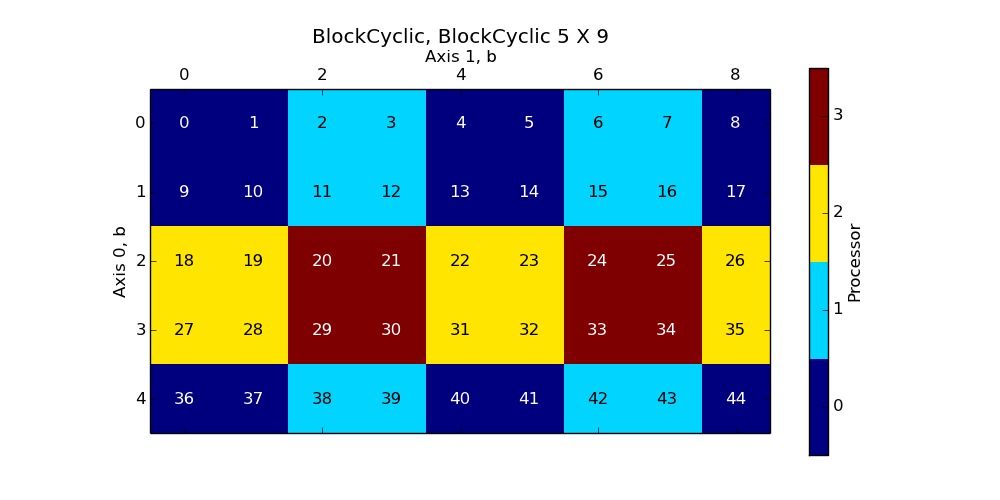 BlockCyclic, BlockCyclic 5 X 9
Axis 1, b
0 2 4 6 8
0 0 1 2 3 4 5 6 7 8
1 9 10 11 12 13 14 15 16 17
2 18 19 20 21 22 23 24 25 26
3 27 28 29 30 31 32 33 34 35
4 36 37 38 39 40 41 42 43 44
Axis 0, b
3
2
1
0
Processor